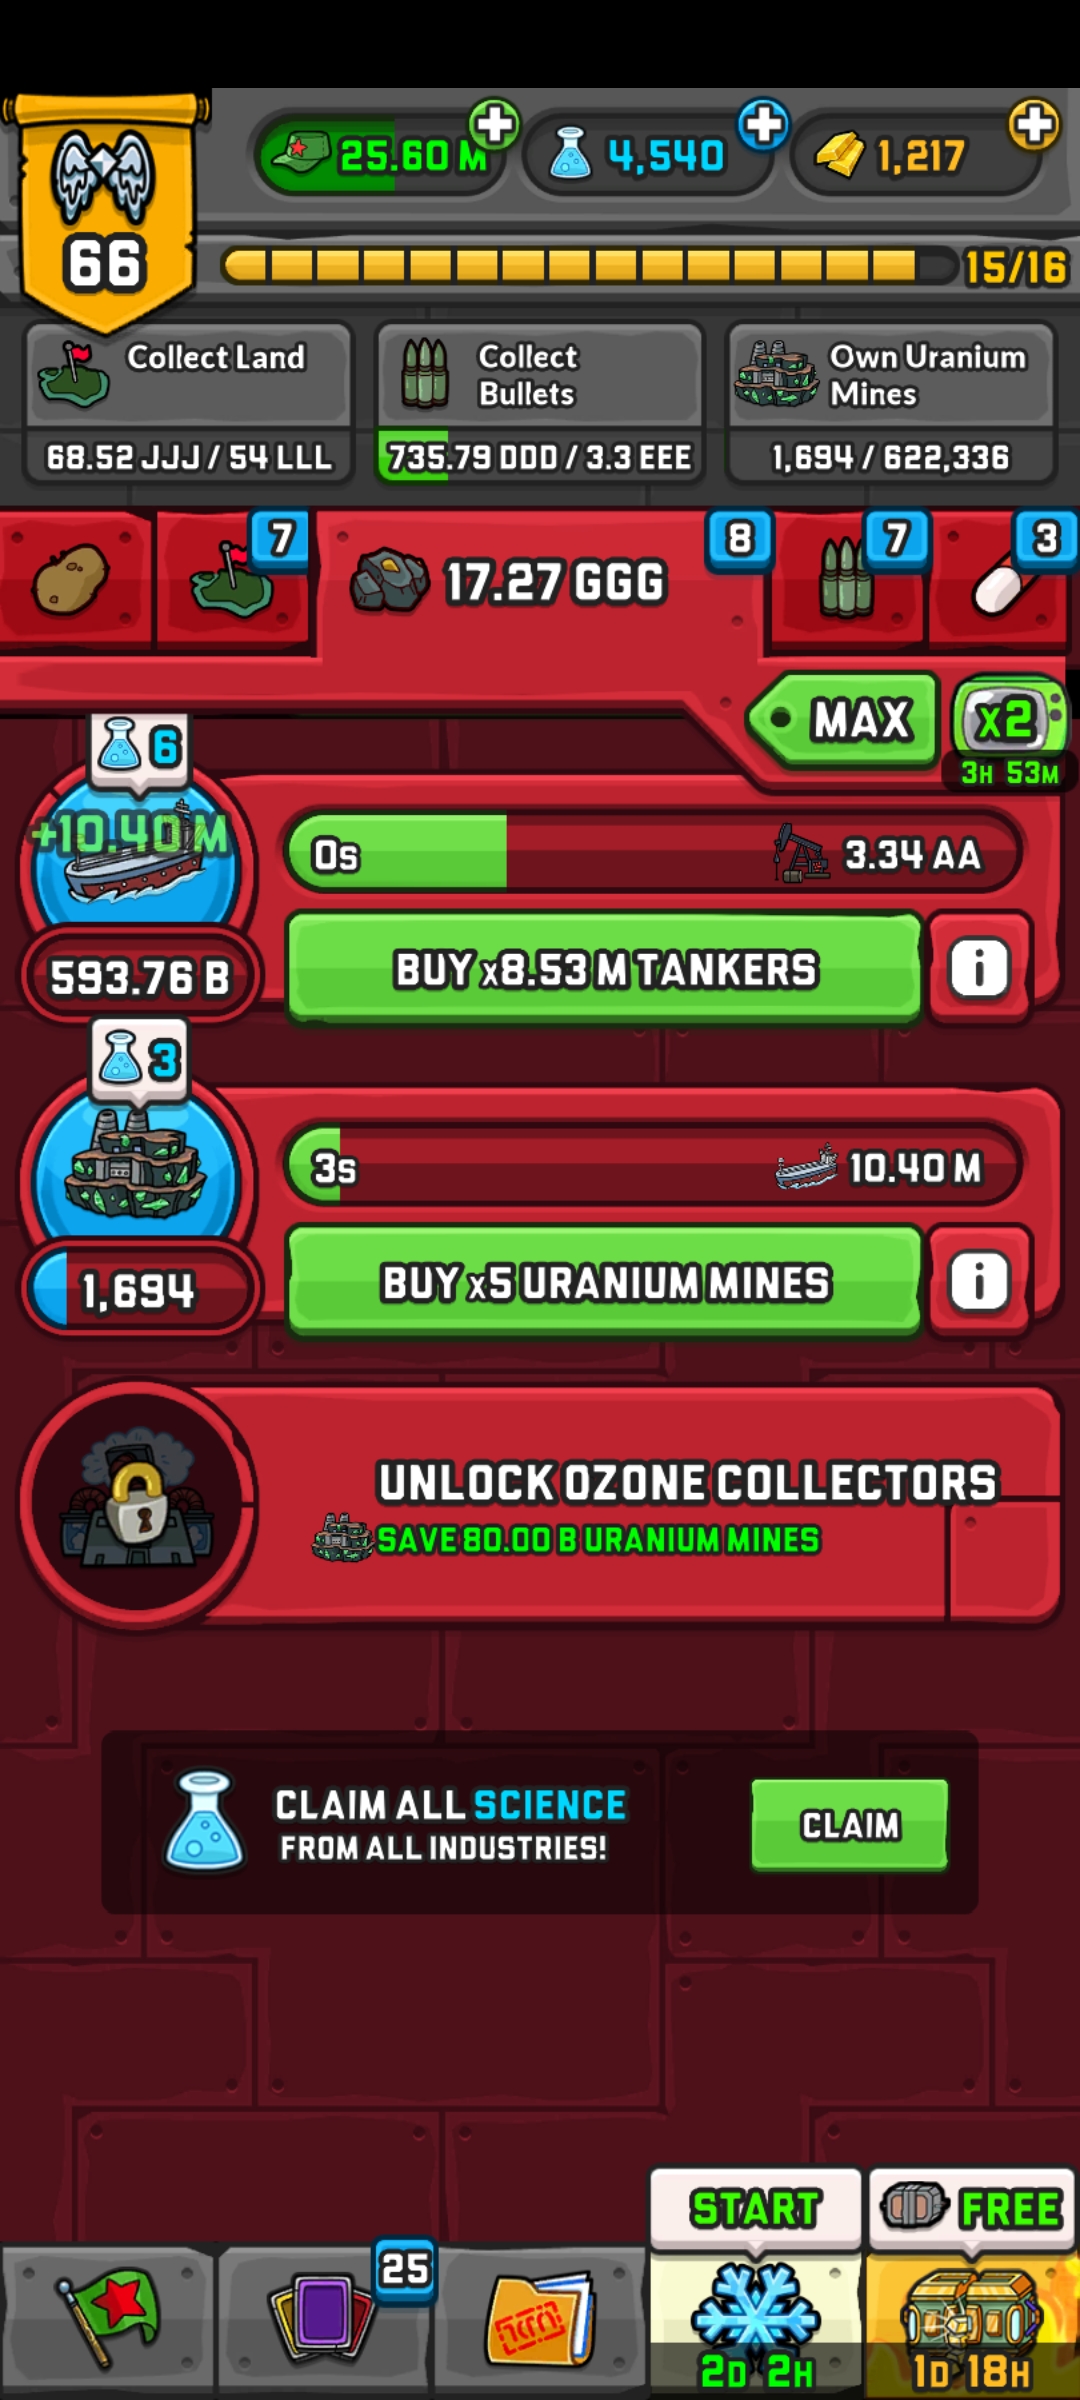 25.60 M
4,540
1,217
66
15/16
Collect Land
68.52 JJJ / 54 LLL
Collect
Bullets
735.79 DDD / 3.3 EEE
Own Uranium
Mines
1,694 / 622,336
7
17.27 GGG
8
7
3
MAX
x2
3H 53M
6
+10.40 M
0s
3.34 AA
593.76 B
BUY x8.53 M TANKERS
i
3
3s
10.40 M
1,694
BUY x5 URANIUM MINES
i
UNLOCK OZONE COLLECTORS
SAVE 80.00 B URANIUM MINES
CLAIM ALL SCIENCE
FROM ALL INDUSTRIES!
CLAIM
START
FREE
25
2D 2H
1D 18H